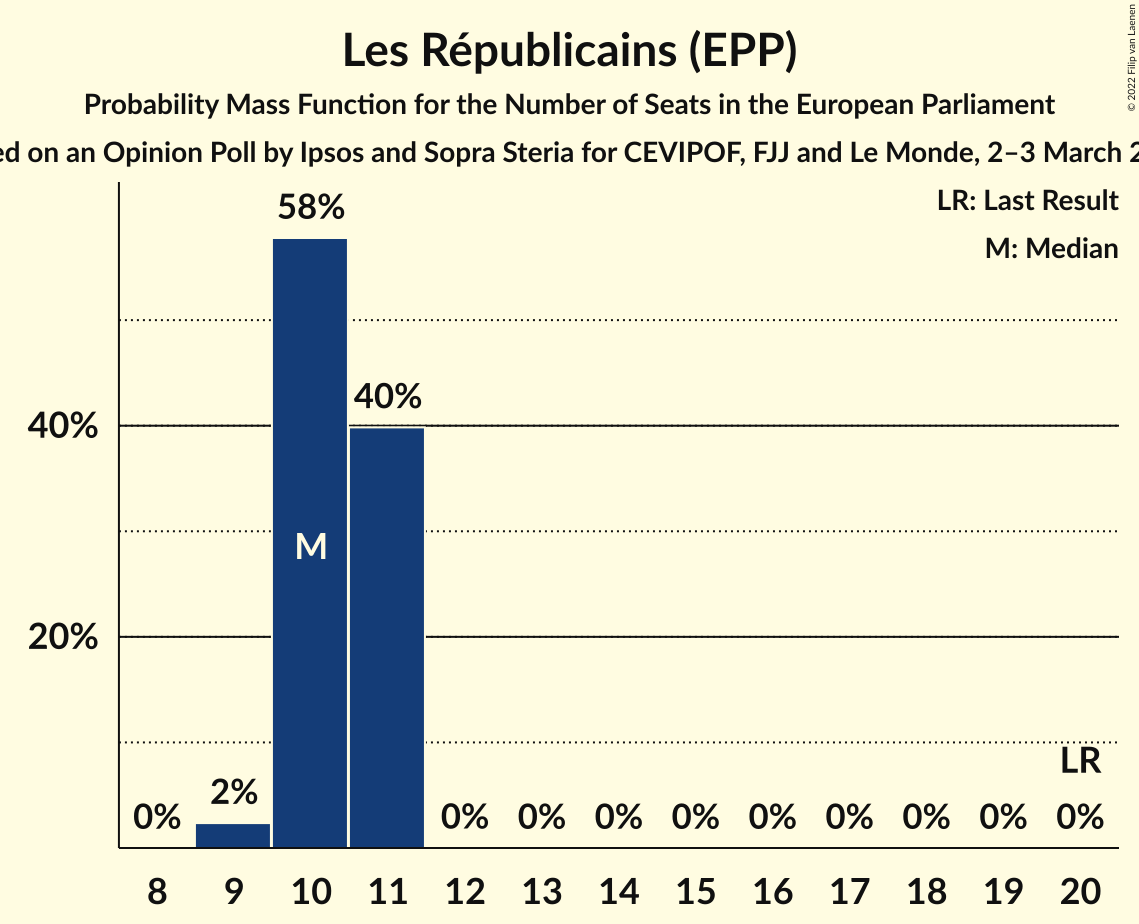 Les Républicains (EPP)
Probability Mass Function for the Number of Seats in the European Parliament
on an Opinion Poll by Ipsos and Sopra Steria for CEVIPOF, FJJ and Le Monde, 2–3 March
© 2022 Filip van Laenen
LR: Last Result
M: Median
58%
40%
40%
M
20%
LR
0% 2% 0% 0% 0% 0% 0% 0% 0% 0% 0%
8 9 10 11 12 13 14 15 16 17 18 19 20